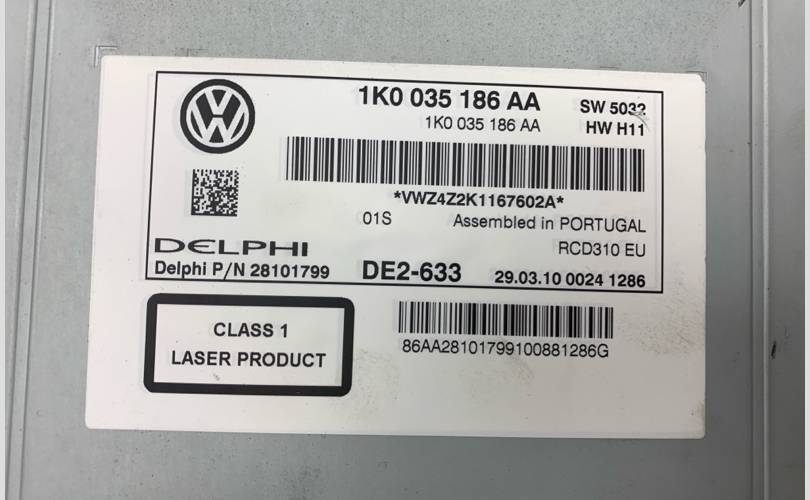 1K0 035 186 AA SW 5032
1K0 035 186 AA HW H11
*VWZ4Z2K1167602A*
01S Assembled in PORTUGAL
DELPHI RCD310 EU
Delphi P/N 28101799 DE2-633 29.03.10 0024 1286
CLASS 1
LASER PRODUCT
86AA28101799100881286G